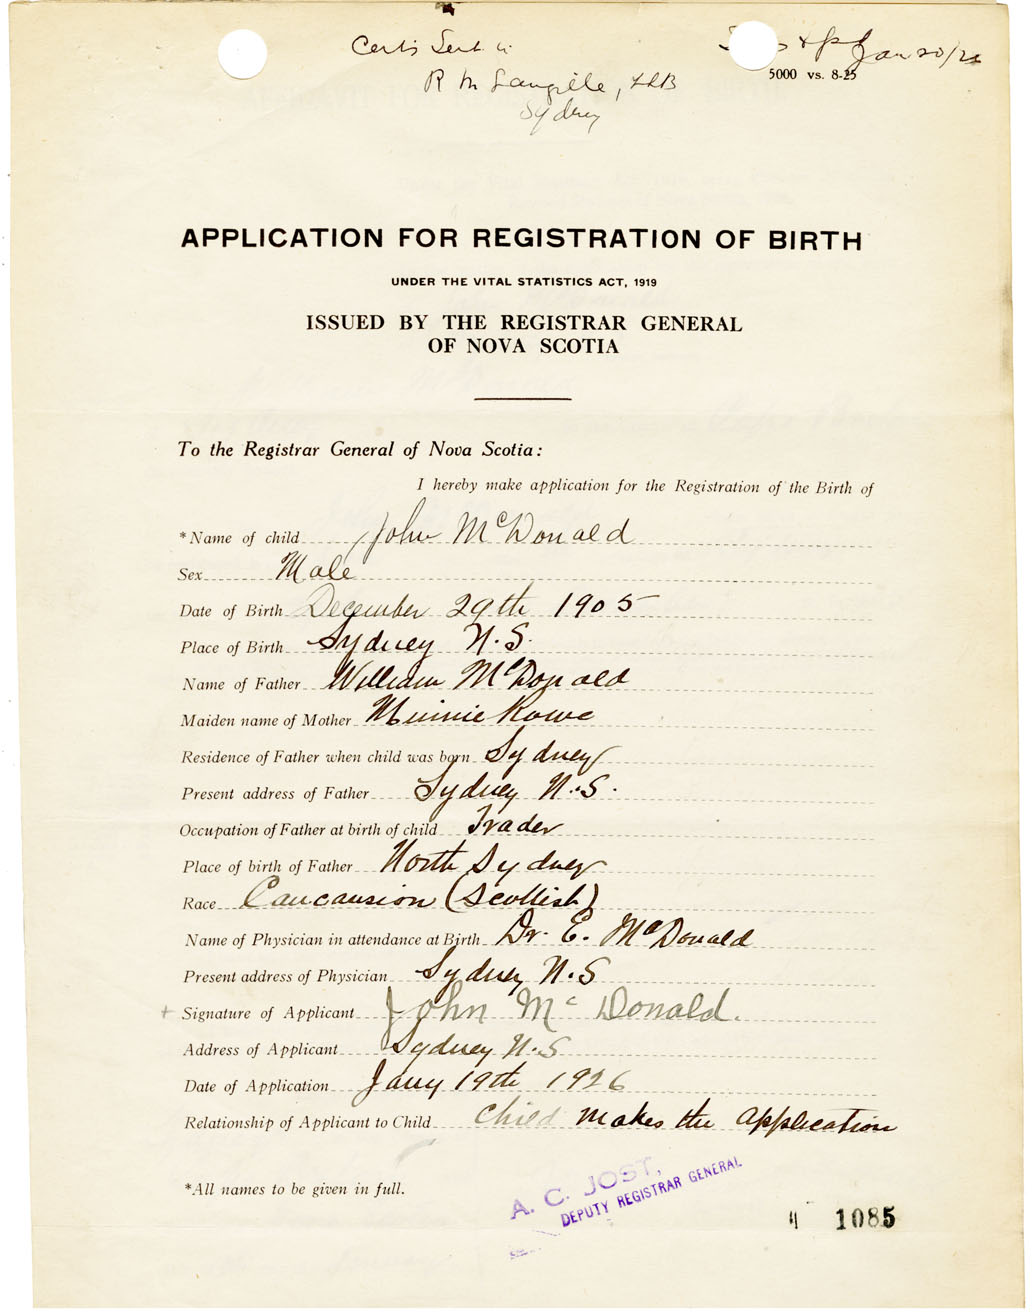 Certif Sent to
Jan 20/26
5000 vs. 8-25
R M Langille, LLB
Sydney
APPLICATION FOR REGISTRATION OF BIRTH
UNDER THE VITAL STATISTICS ACT, 1919
ISSUED BY THE REGISTRAR GENERAL
OF NOVA SCOTIA
To the Registrar General of Nova Scotia:
I hereby make application for the Registration of the Birth of
*Name of child John McDonald
Sex Male
Date of Birth December 29th 1905
Place of Birth Sydney N.S.
Name of Father William McDonald
Maiden name of Mother Minnie Rowe
Residence of Father when child was born Sydney
Present address of Father Sydney N.S.
Occupation of Father at birth of child Trader
Place of birth of Father North Sydney
Race Caucausion (Scottish)
Name of Physician in attendance at Birth Dr. E. McDonald
Present address of Physician Sydney N.S
+ Signature of Applicant John Mc Donald.
Address of Applicant Sydney N.S
Date of Application Jany 19th 1926
Relationship of Applicant to Child Child makes the application
*All names to be given in full.
A. C. JOST,
DEPUTY REGISTRAR GENERAL
1085